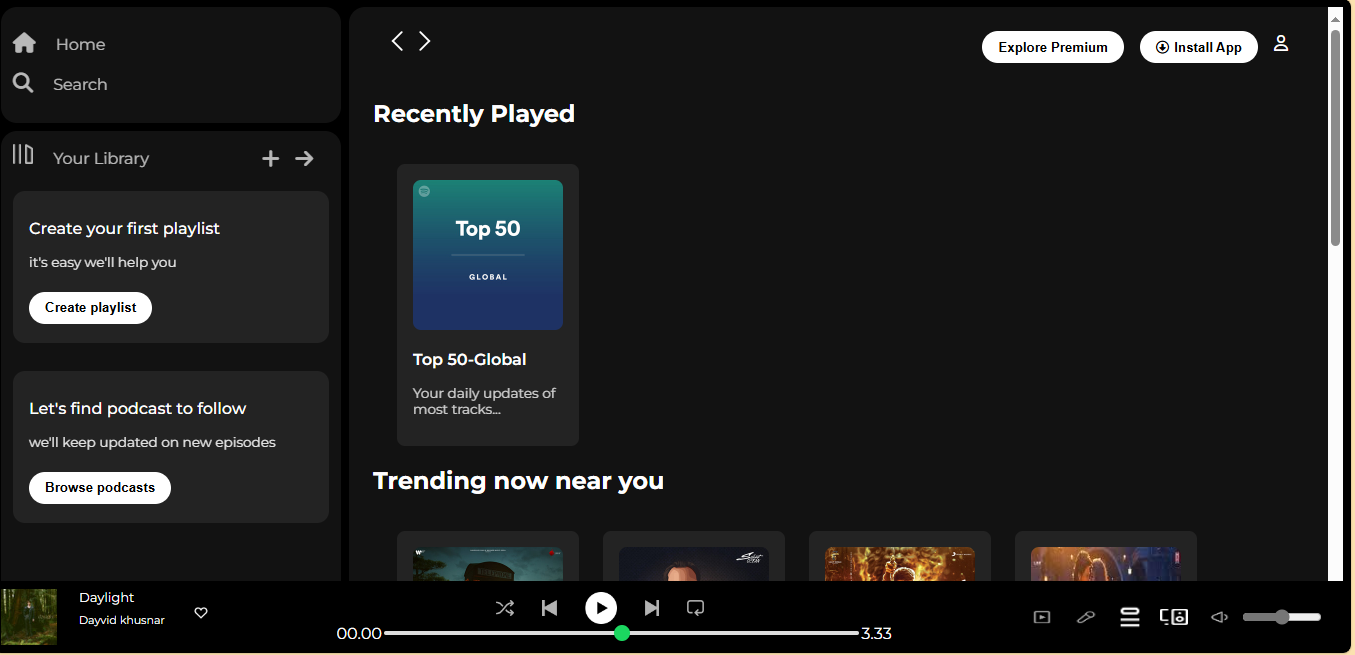 Home
Search
Your Library
Create your first playlist
it's easy we'll help you
Create playlist
Let's find podcast to follow
we'll keep updated on new episodes
Browse podcasts
Explore Premium
Install App
Recently Played
Top 50
GLOBAL
Top 50-Global
Your daily updates of
most tracks...
Trending now near you
Daylight
Dayvid khusnar
00.00
3.33